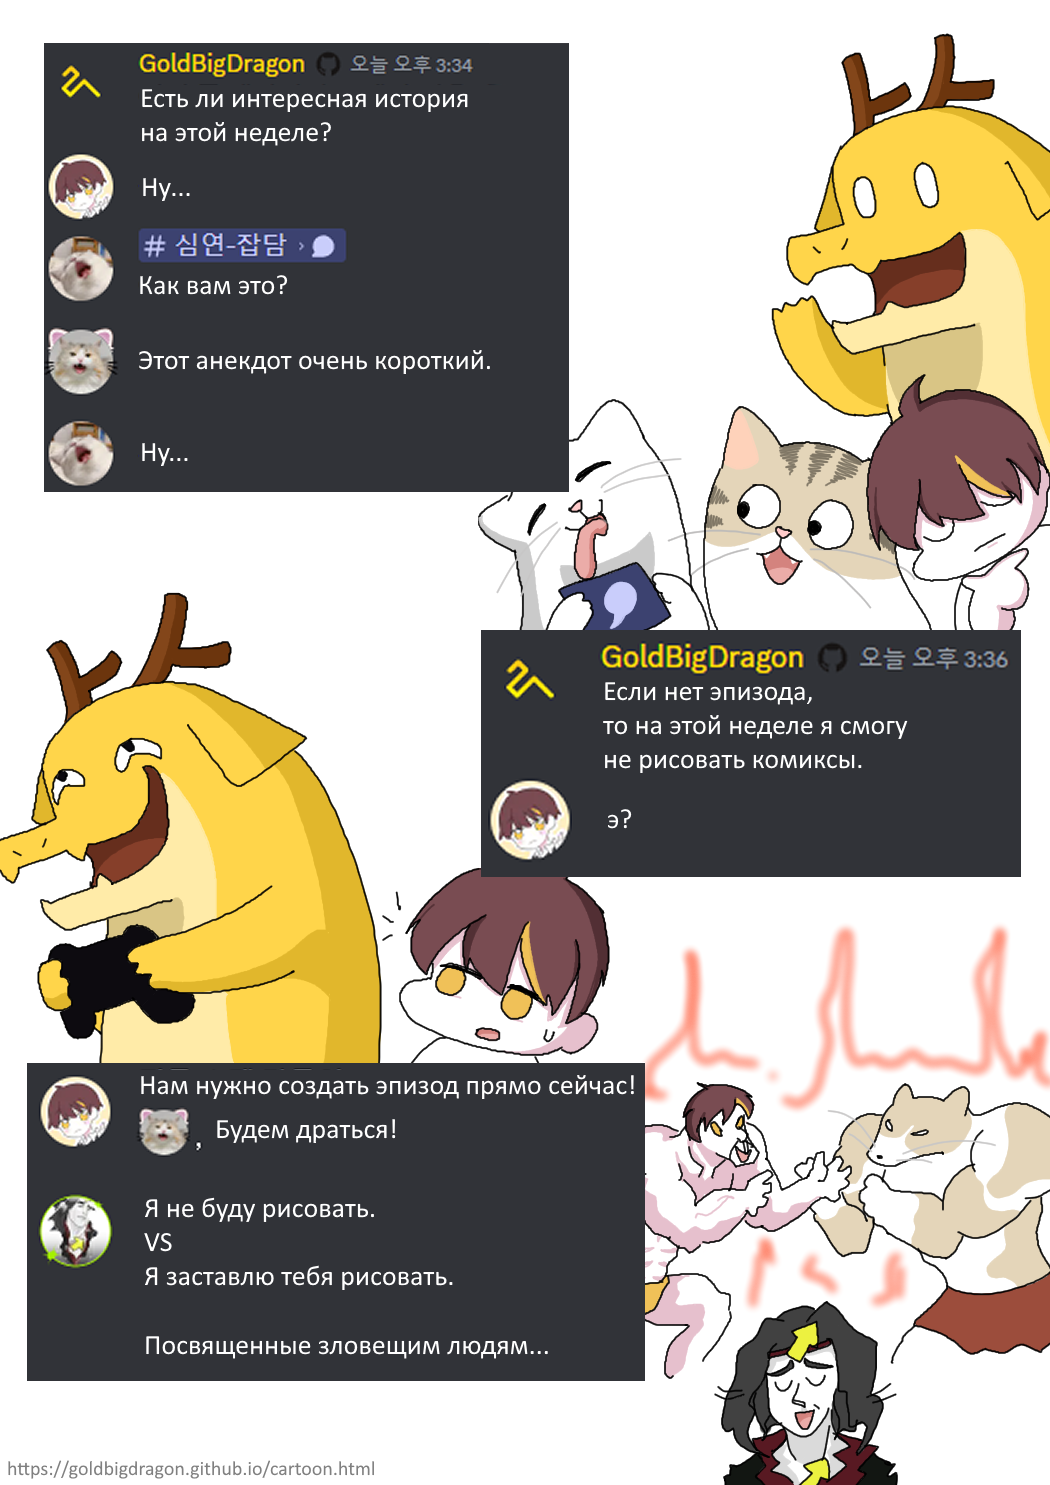 GoldBigDragon 오늘 오후 3:34
Есть ли интересная история
на этой неделе?
Ну...
# 심연-잡담 ›
Как вам это?
Этот анекдот очень короткий.
Ну...
GoldBigDragon 오늘 오후 3:36
Если нет эпизода,
то на этой неделе я смогу
не рисовать комиксы.
э?
Нам нужно создать эпизод прямо сейчас!
, Будем драться!
Я не буду рисовать.
VS
Я заставлю тебя рисовать.
Посвященные зловещим людям...
https://goldbigdragon.github.io/cartoon.html